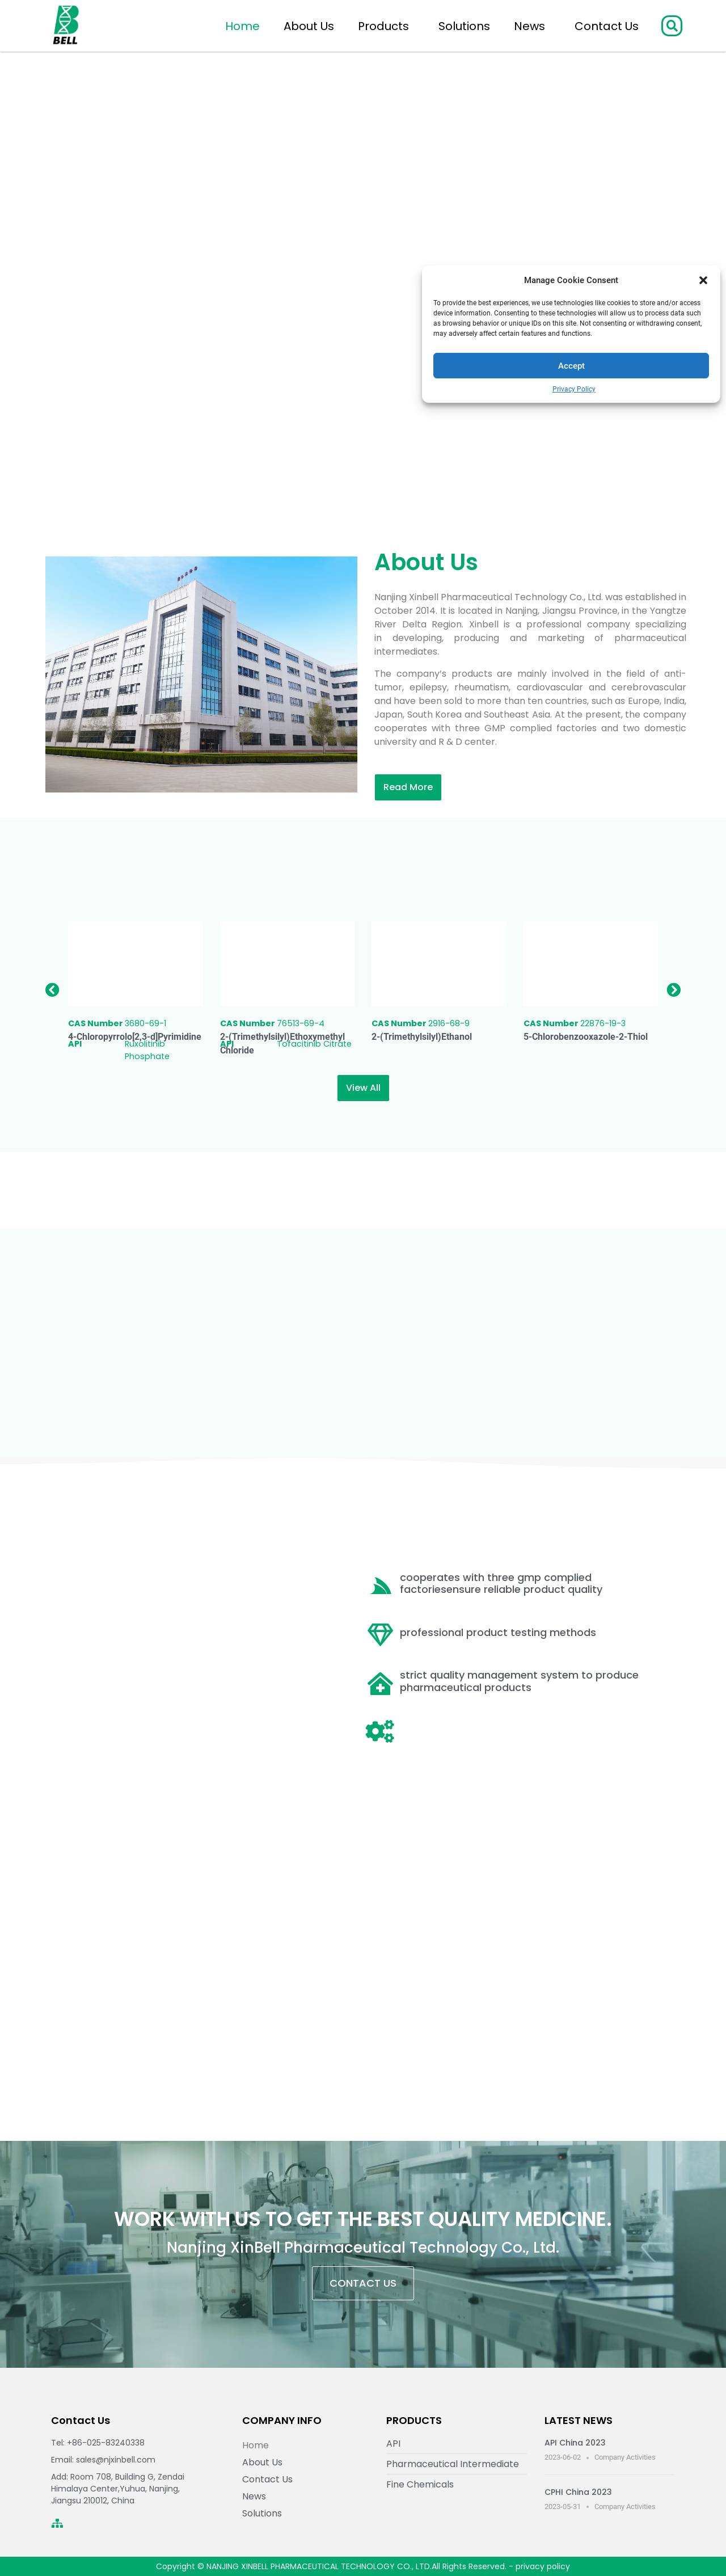 BELL
Home About Us Products Solutions News Contact Us
Manage Cookie Consent
To provide the best experiences, we use technologies like cookies to store and/or access
device information. Consenting to these technologies will allow us to process data such
as browsing behavior or unique IDs on this site. Not consenting or withdrawing consent,
may adversely affect certain features and functions.
Accept
Privacy Policy
About Us
Nanjing Xinbell Pharmaceutical Technology Co., Ltd. was established in
October 2014. It is located in Nanjing, Jiangsu Province, in the Yangtze
River Delta Region. Xinbell is a professional company specializing
in developing, producing and marketing of pharmaceutical
intermediates.
The company's products are mainly involved in the field of anti-
tumor, epilepsy, rheumatism, cardiovascular and cerebrovascular
and have been sold to more than ten countries, such as Europe, India,
Japan, South Korea and Southeast Asia. At the present, the company
cooperates with three GMP complied factories and two domestic
university and R & D center.
Read More
CAS Number 3680-69-1
4-Chloropyrrolo[2,3-d]Pyrimidine
API Ruxolitinib
Phosphate
CAS Number 76513-69-4
2-(Trimethylsilyl)Ethoxymethyl
Chloride
API Tofacitinib Citrate
CAS Number 2916-68-9
2-(Trimethylsilyl)Ethanol
CAS Number 22876-19-3
5-Chlorobenzooxazole-2-Thiol
View All
cooperates with three gmp complied
factoriesensure reliable product quality
professional product testing methods
strict quality management system to produce
pharmaceutical products
WORK WITH US TO GET THE BEST QUALITY MEDICINE.
Nanjing XinBell Pharmaceutical Technology Co., Ltd.
CONTACT US
Contact Us
Tel: +86-025-83240338
Email: sales@njxinbell.com
Add: Room 708, Building G, Zendai
Himalaya Center,Yuhua, Nanjing,
Jiangsu 210012, China
COMPANY INFO
Home
About Us
Contact Us
News
Solutions
PRODUCTS
API
Pharmaceutical Intermediate
Fine Chemicals
LATEST NEWS
API China 2023
2023-06-02 • Company Activities
CPHI China 2023
2023-05-31 • Company Activities
Copyright © NANJING XINBELL PHARMACEUTICAL TECHNOLOGY CO., LTD.All Rights Reserved. - privacy policy